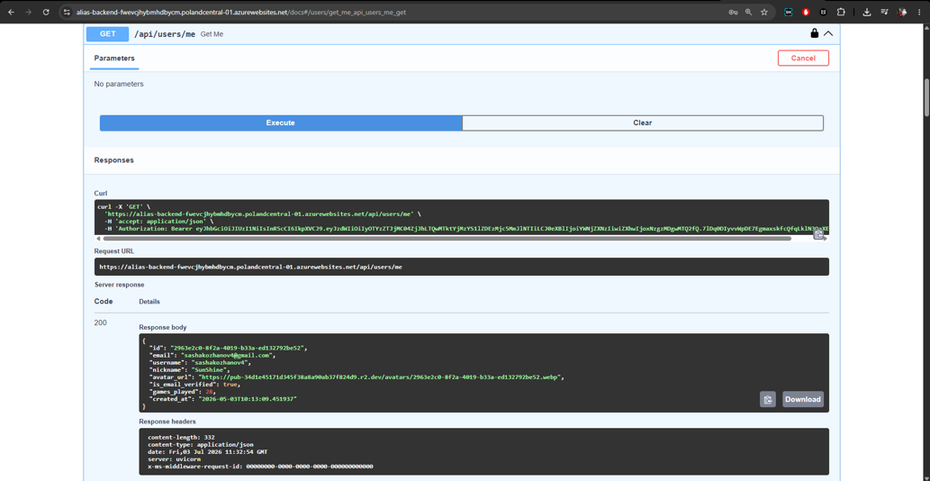 alias-backend-fwevcjhybmhdbycm.polandcentral-01.azurewebsites.net/docs#/users/get_me_api_users_me_get
GET /api/users/me Get Me
Parameters
Cancel
No parameters
Execute
Clear
Responses
Curl
curl -X 'GET' \
'https://alias-backend-fwevcjhybmhdbycm.polandcentral-01.azurewebsites.net/api/users/me' \
-H 'accept: application/json' \
-H 'Authorization: Bearer
Request URL
https://alias-backend-fwevcjhybmhdbycm.polandcentral-01.azurewebsites.net/api/users/me
Server response
Code Details
200
Response body
{
"id": "2963e2c0-8f2a-4019-b33a-ed132792be52",
"email": "sashakozhanov4@gmail.com",
"username": "sashakozhanov4",
"nickname": "SunShine",
"avatar_url": "https://pub-34d1e45171d345f38a8a90ab37f824d9.r2.dev/avatars/2963e2c0-8f2a-4019-b33a-ed132792be52.webp",
"is_email_verified": true,
"games_played": 28,
"created_at": "2026-05-03T10:13:09.451937"
}
Download
Response headers
content-length: 332
content-type: application/json
date: Fri,03 Jul 2026 11:32:54 GMT
server: uvicorn
x-ms-middleware-request-id: 00000000-0000-0000-0000-000000000000